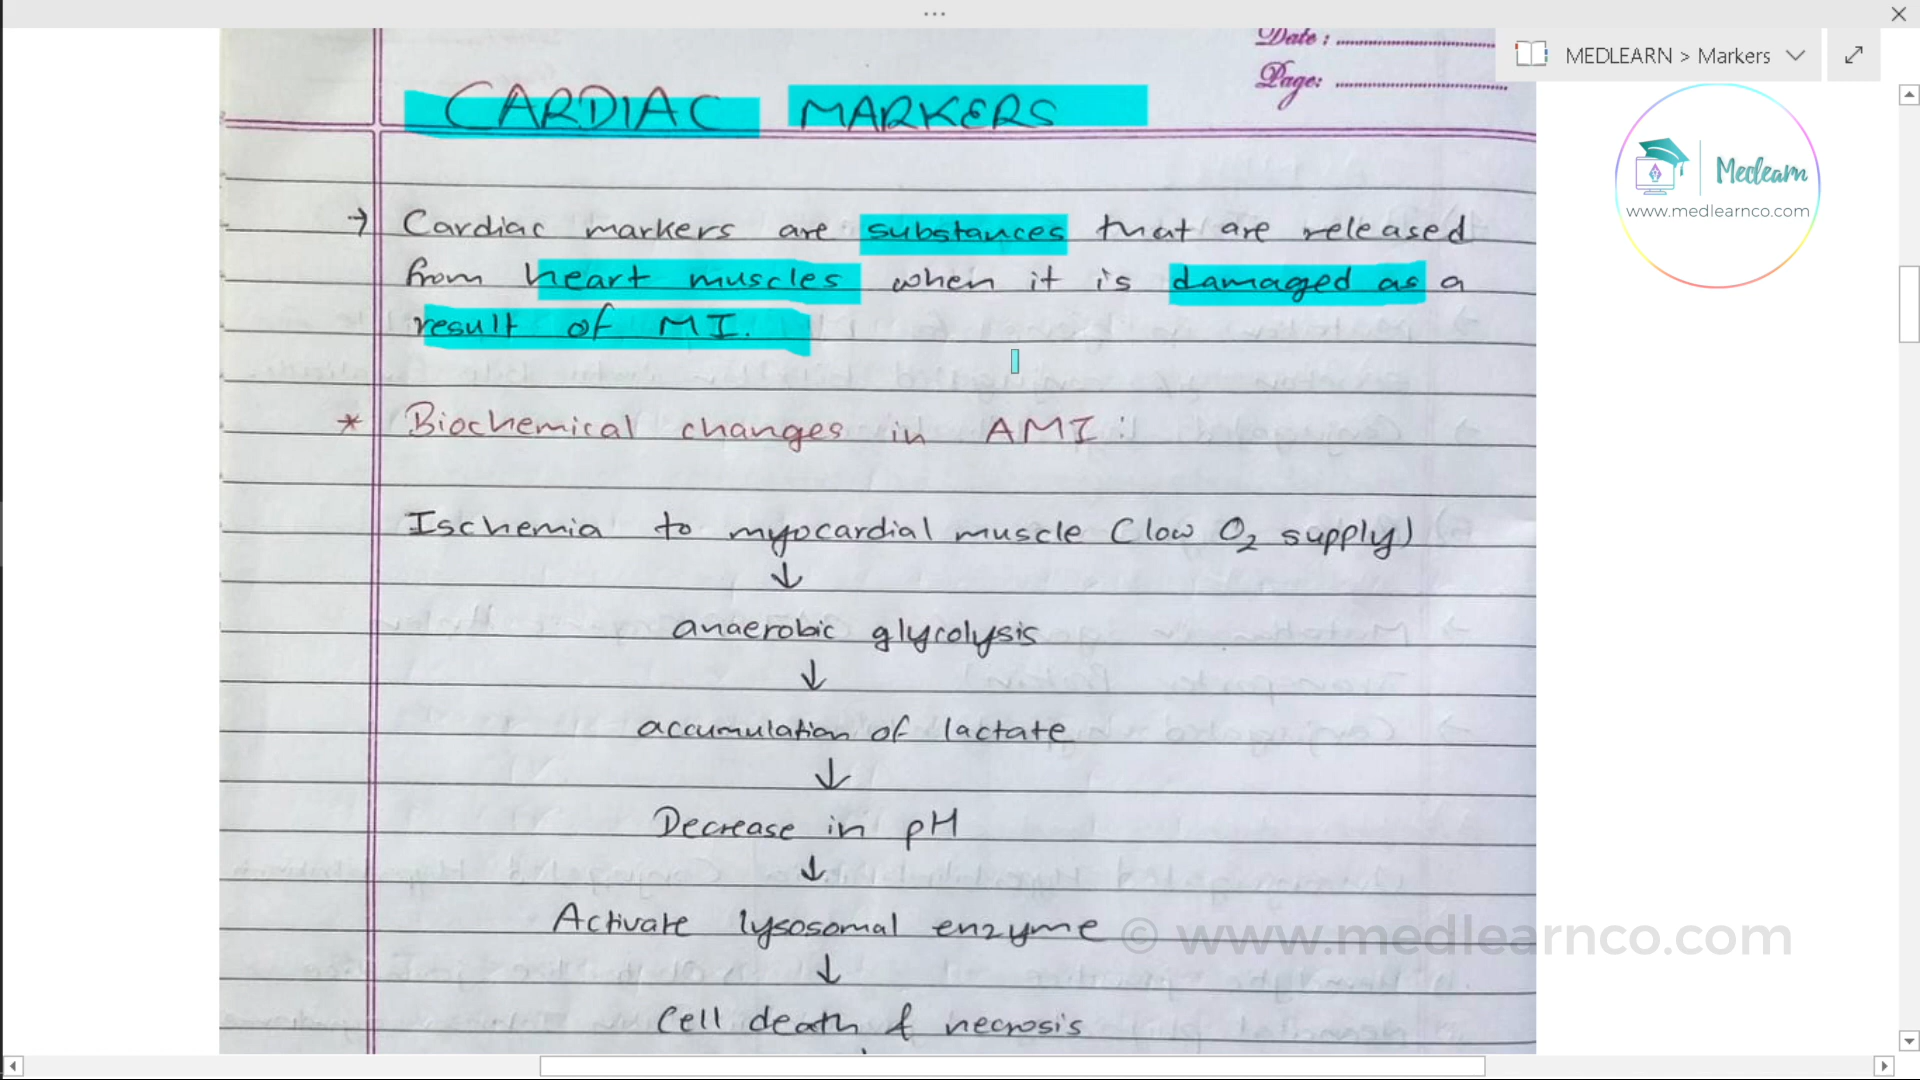 ...
Date :
Page:
MEDLEARN > Markers
CARDIAC MARKERS
Medlearn
www.medlearnco.com
→ Cardiac markers are substances that are released
from heart muscles when it is damaged as a
result of MI.
* Biochemical changes in AMI:
Ischemia to myocardial muscle (low O2 supply)
↓
anaerobic glycolysis
↓
accumulation of lactate
↓
Decrease in pH
↓
Activate lysosomal enzyme
© www.medlearnco.com
↓
Cell death & necrosis